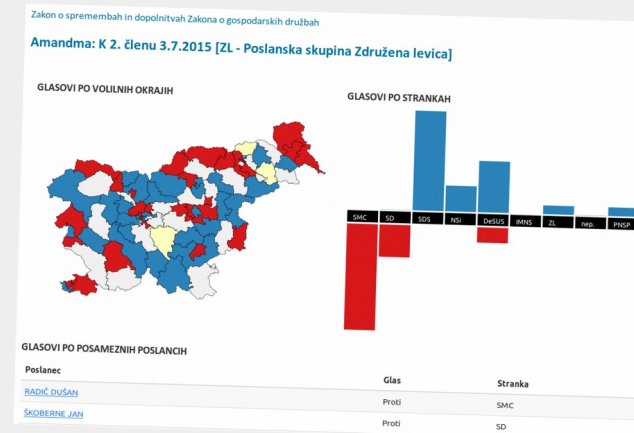 Zakon o spremembah in dopolnitvah Zakona o gospodarskih družbah
Amandma: K 2. členu 3.7.2015 [ZL - Poslanska skupina Združena levica]
GLASOVI PO VOLILNIH OKRAJIH
GLASOVI PO STRANKAH
SMC SD SDS NSi DeSUS IMNS ZL nep. PNSP
GLASOVI PO POSAMEZNIH POSLANCIH
Poslanec Glas Stranka
RADIČ DUŠAN Proti SMC
ŠKOBERNE JAN Proti SD